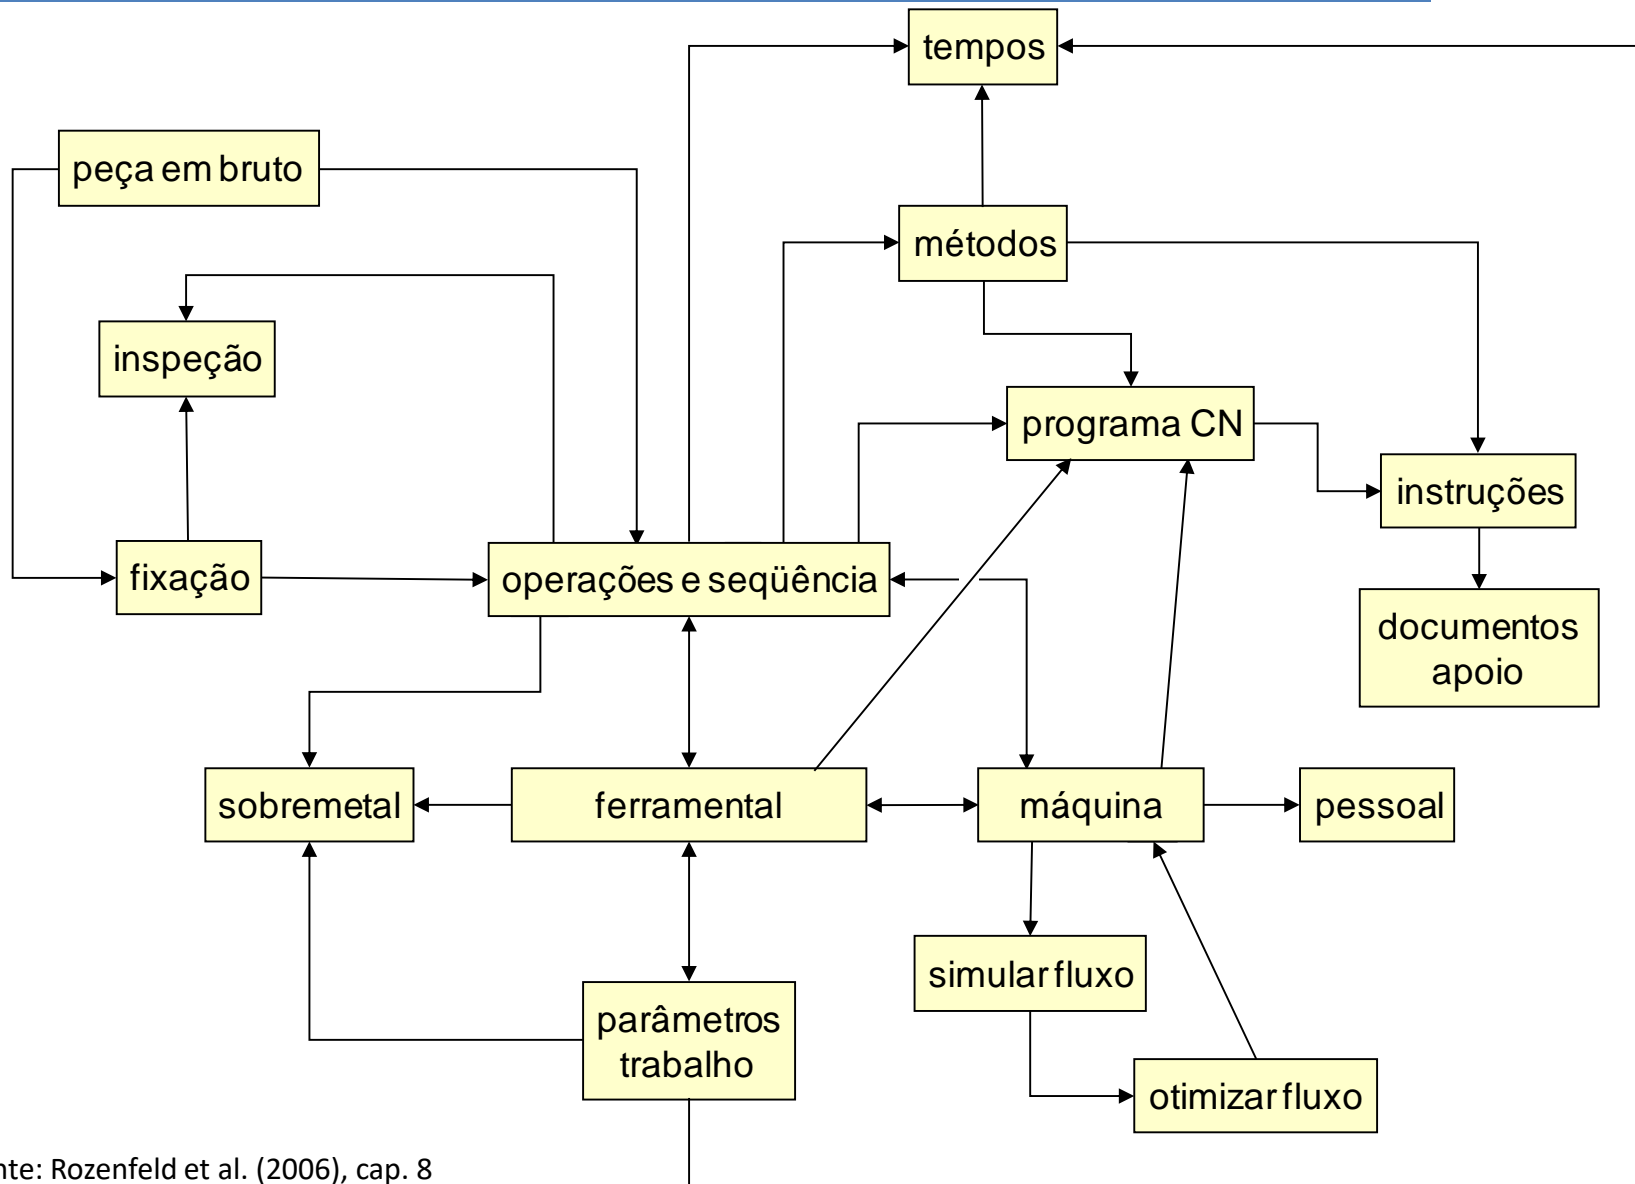 tempos
peça em bruto
métodos
inspeção
programa CN
instruções
fixação
operações e seqüência
documentos
apoio
sobremetal
ferramental
máquina
pessoal
simular fluxo
parâmetros
trabalho
otimizar fluxo
nte: Rozenfeld et al. (2006), cap. 8